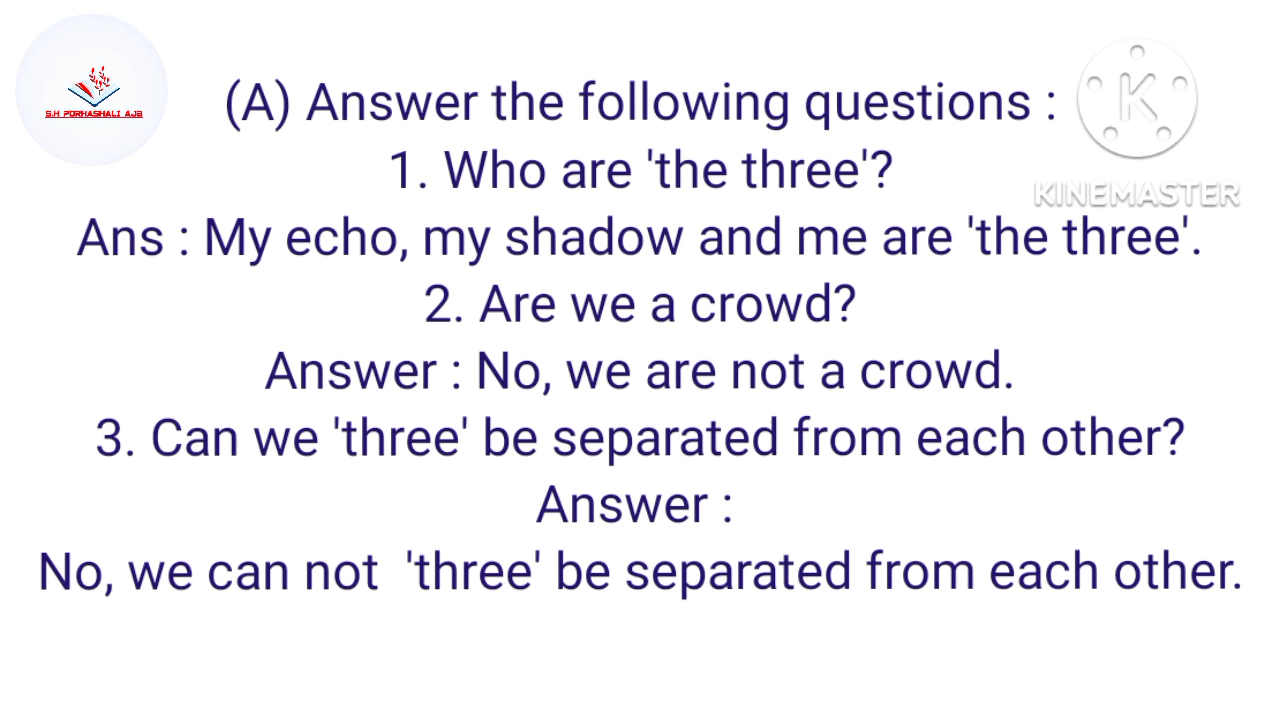 S.H PORHASHALI AJB
(A) Answer the following questions :
KINEMASTER
1. Who are 'the three'?
Ans : My echo, my shadow and me are 'the three'.
2. Are we a crowd?
Answer : No, we are not a crowd.
3. Can we 'three' be separated from each other?
Answer :
No, we can not  'three' be separated from each other.